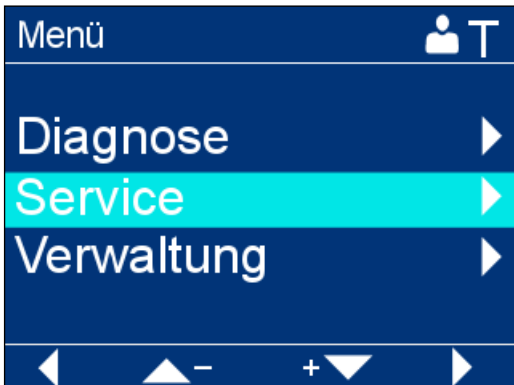 Menü T
Diagnose
Service
Verwaltung
- +